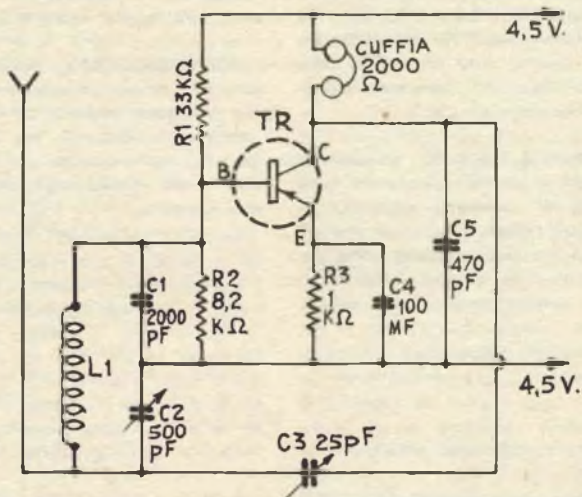 4,5 V.
CUFFIA
2000
Ω
R1 33KΩ
TR
B
C
E
C5
470
PF
C1
2000
PF
R2
8,2
KΩ
R3
1
KΩ
C4
100
MF
L1
4,5 V.
C2
500
PF
C3 25PF